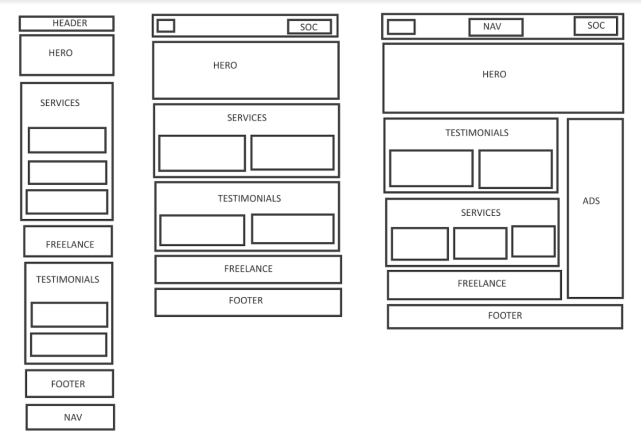 HEADER
HERO
SERVICES
FREELANCE
TESTIMONIALS
FOOTER
NAV
SOC
HERO
SERVICES
TESTIMONIALS
FREELANCE
FOOTER
NAV
SOC
HERO
TESTIMONIALS
ADS
SERVICES
FREELANCE
FOOTER